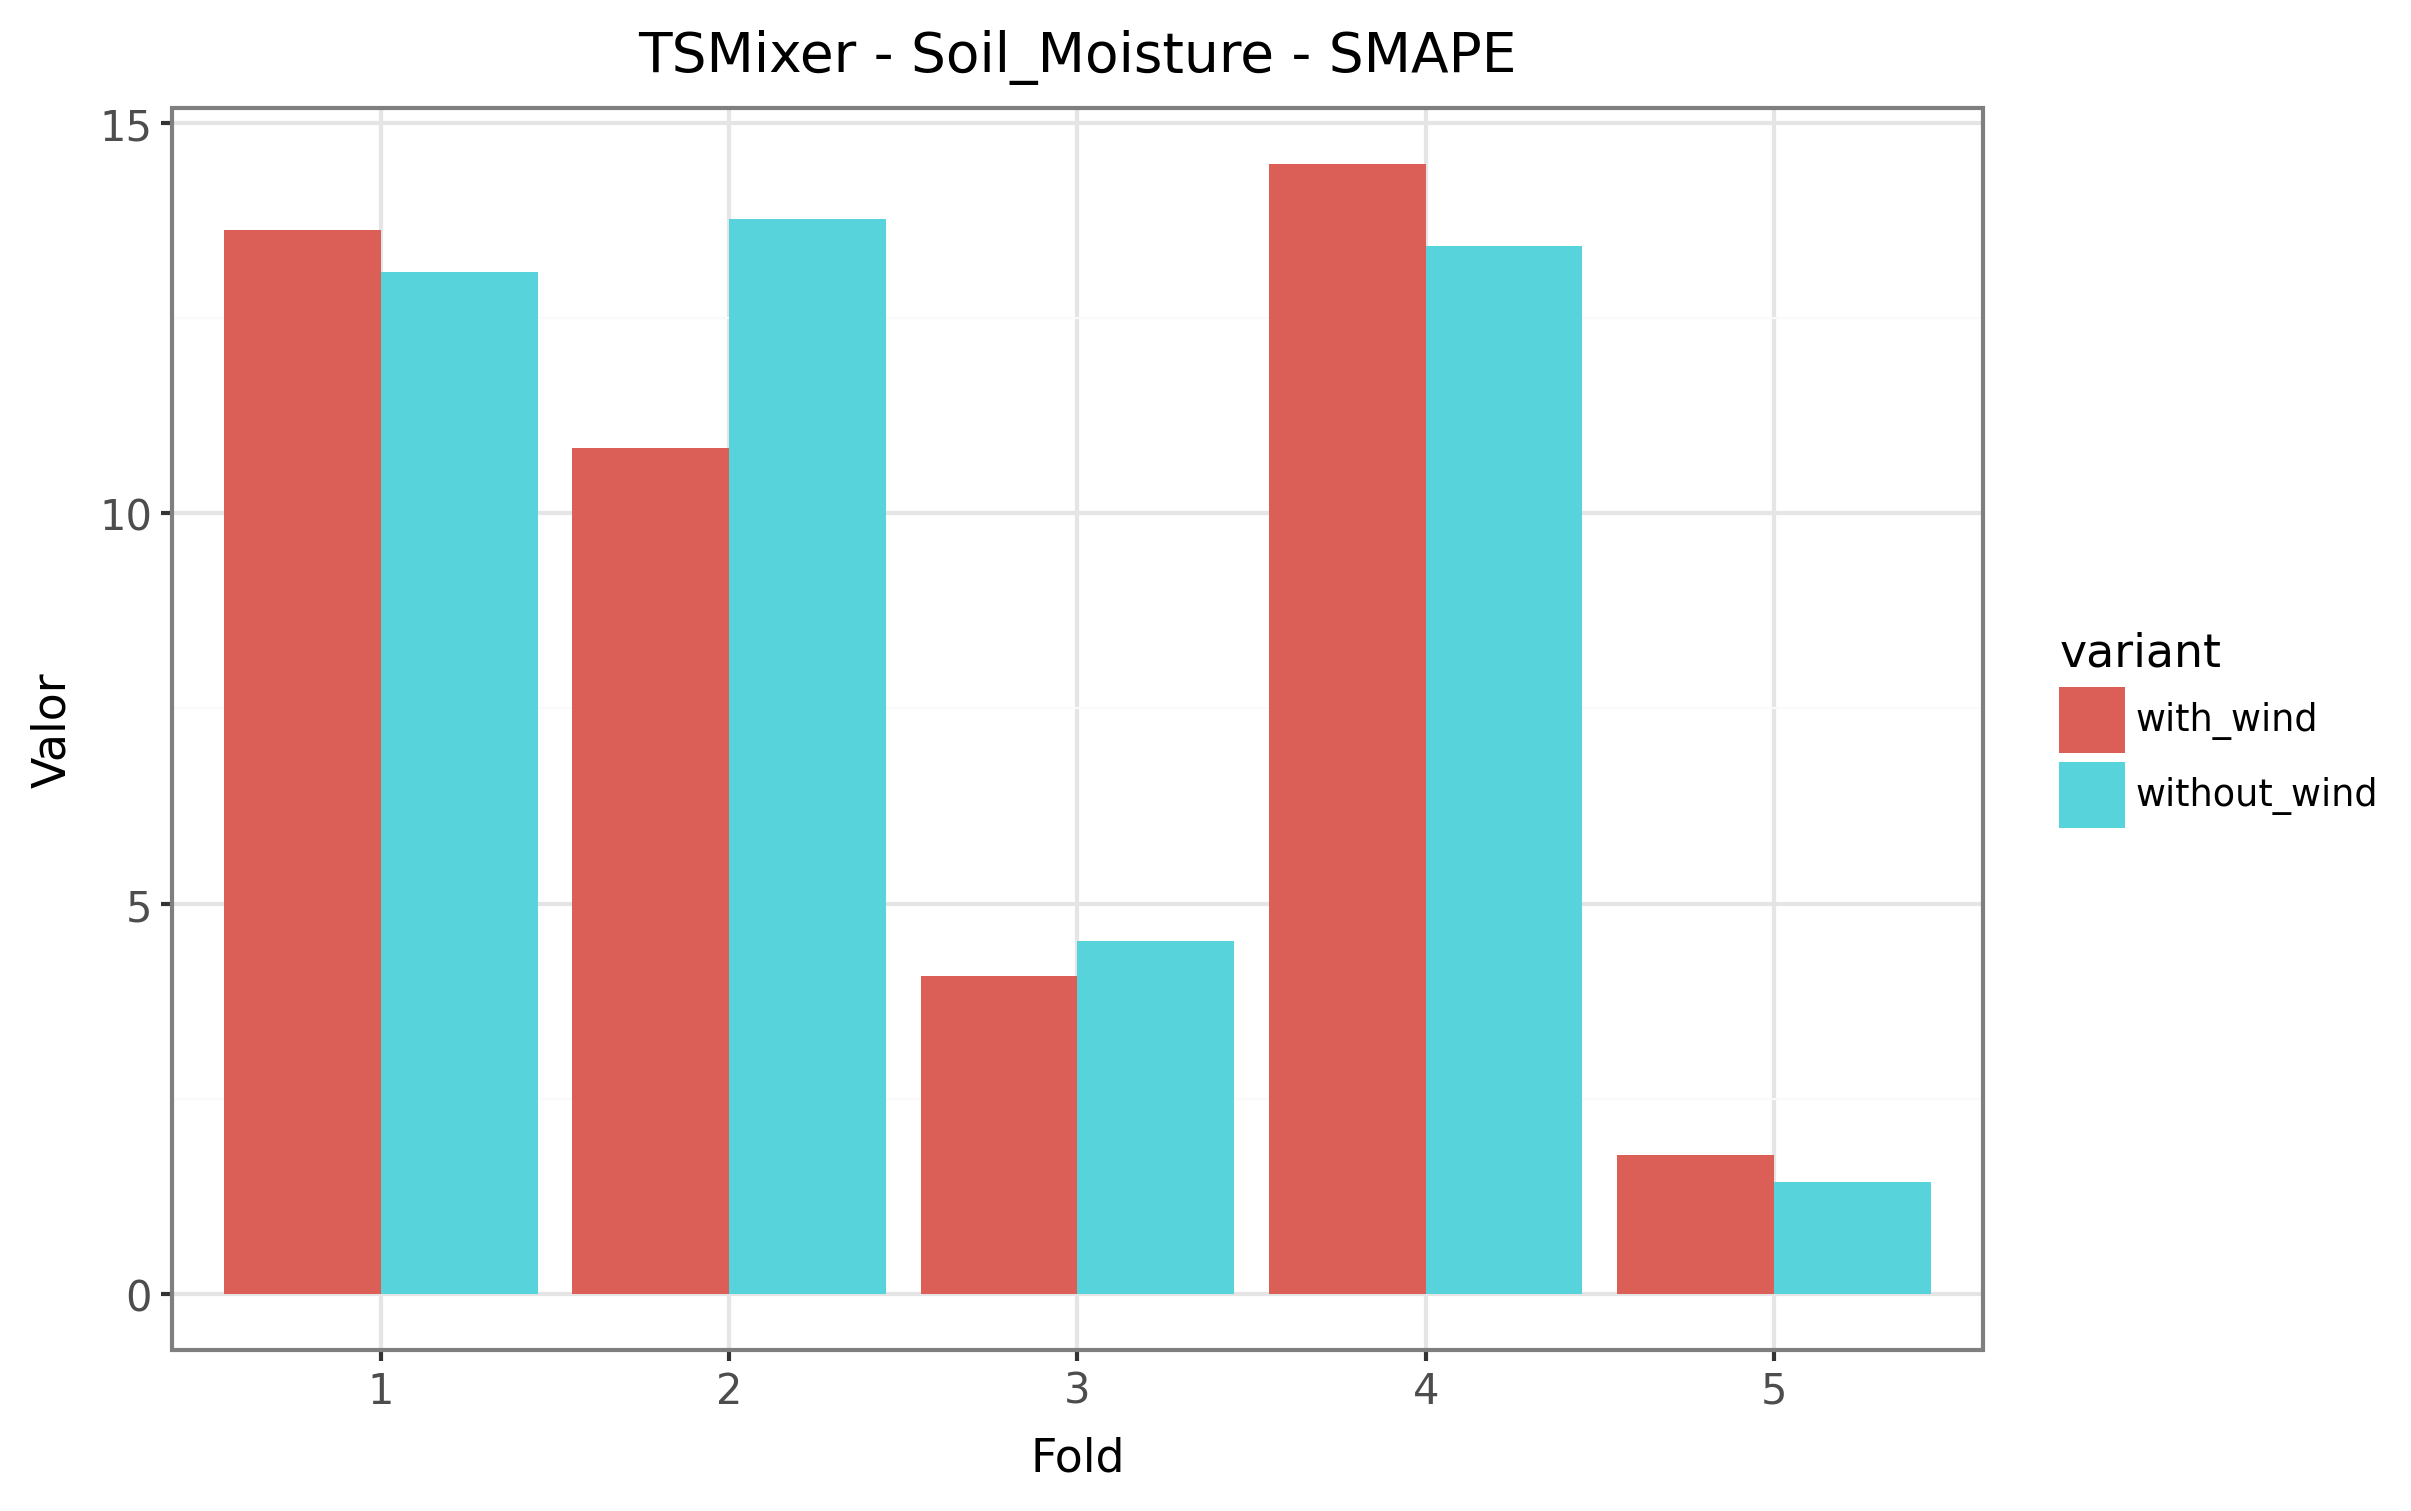 TSMixer - Soil_Moisture - SMAPE
15
10
5
0
Valor
1 2 3 4 5
Fold
variant
with_wind
without_wind